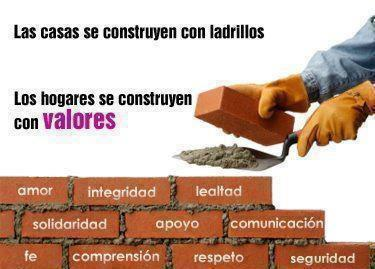 Las casas se construyen con ladrillos
Los hogares se construyen
con valores
amor integridad lealtad
solidaridad apoyo comunicación
fe comprensión respeto seguridad